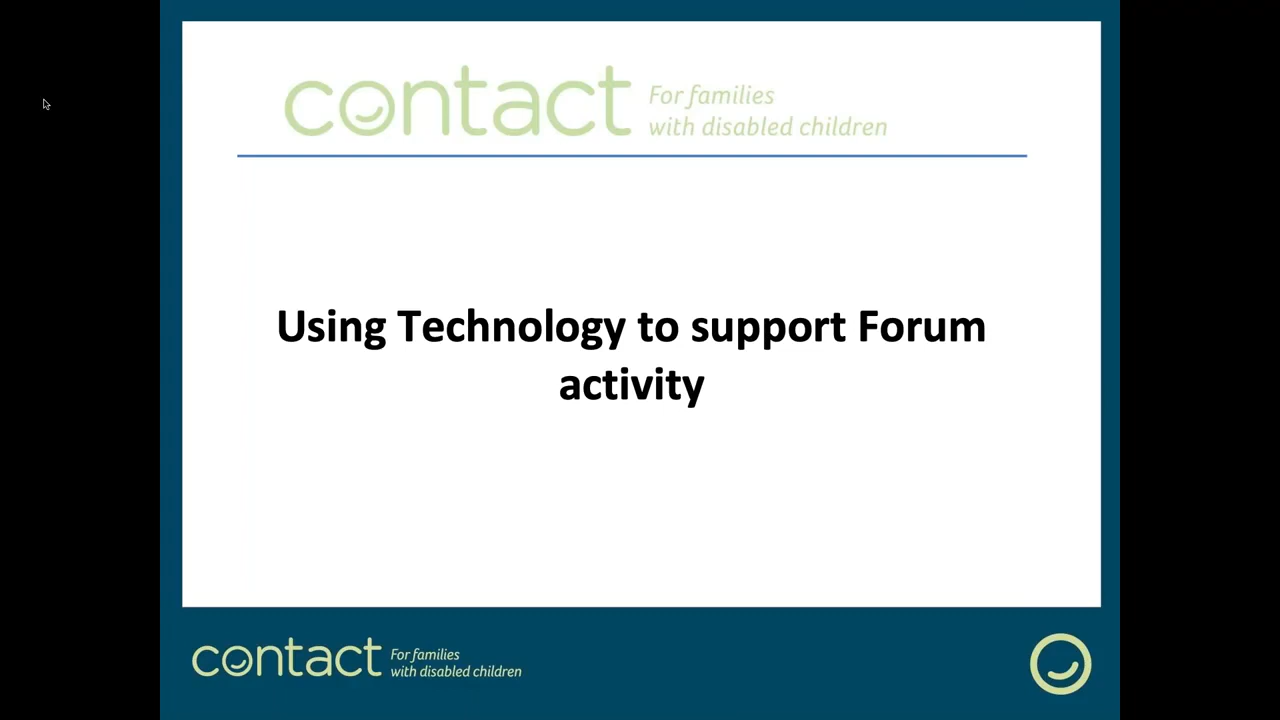 contact For families
with disabled children
Using Technology to support Forum
activity
contact For families
with disabled children